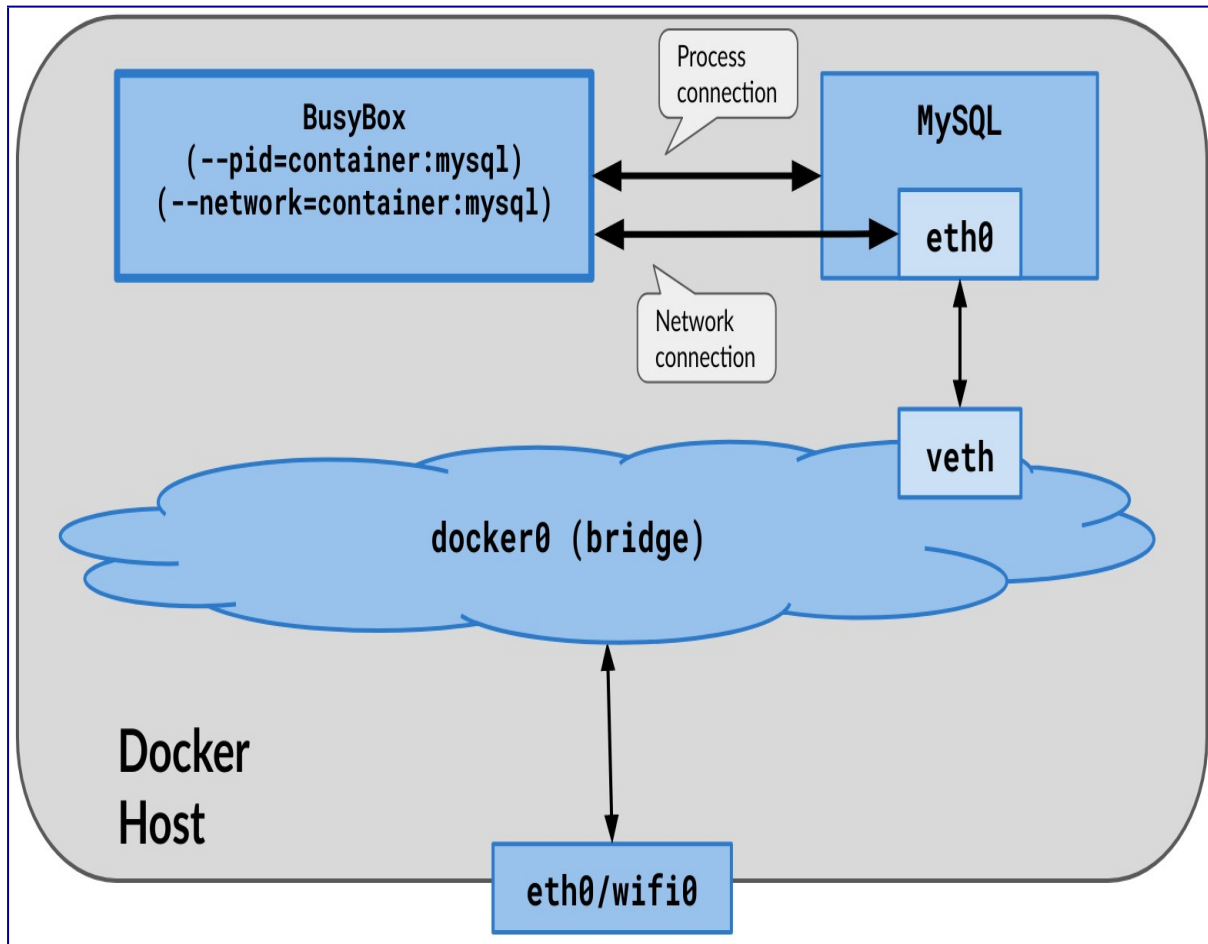 Process
connection
BusyBox
(--pid=container:mysql)
(--network=container:mysql)
MySQL
eth0
Network
connection
veth
docker0 (bridge)
Docker
Host
eth0/wifi0